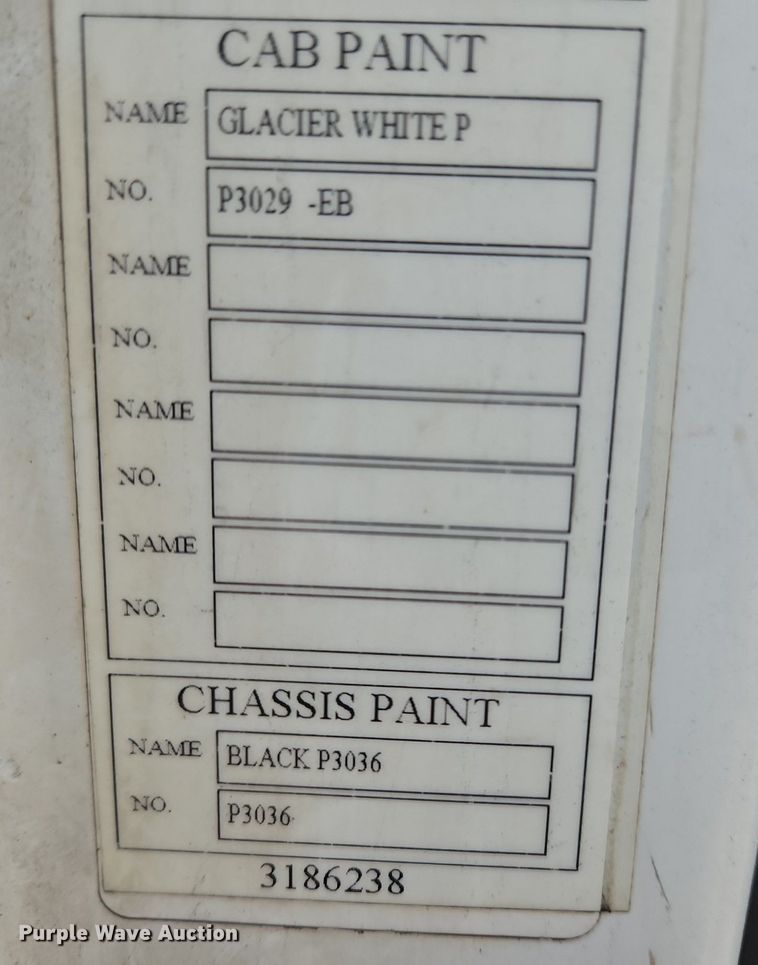 CAB PAINT
NAME GLACIER WHITE P
NO. P3029 -EB
NAME
NO.
NAME
NO.
NAME
NO.
CHASSIS PAINT
NAME BLACK P3036
NO. P3036
3186238
Purple Wave Auction